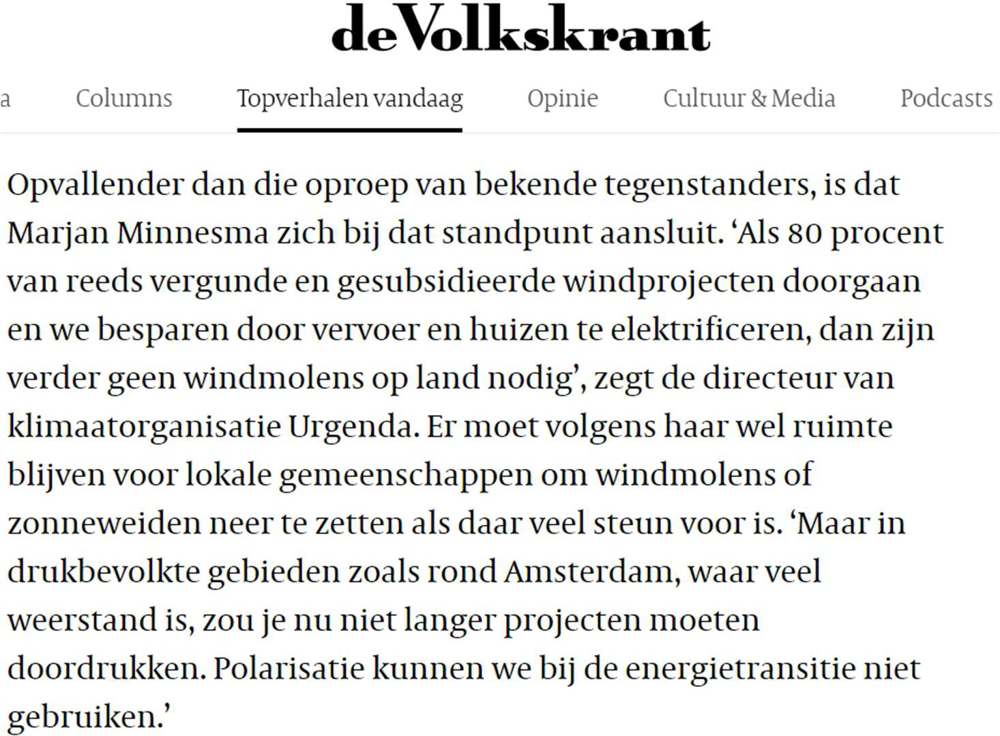 de Volkskrant
a Columns Topverhalen vandaag Opinie Cultuur & Media Podcasts
Opvallender dan die oproep van bekende tegenstanders, is dat
Marjan Minnesma zich bij dat standpunt aansluit. ‘Als 80 procent
van reeds vergunde en gesubsidieerde windprojecten doorgaan
en we besparen door vervoer en huizen te elektrificeren, dan zijn
verder geen windmolens op land nodig’, zegt de directeur van
klimaatorganisatie Urgenda. Er moet volgens haar wel ruimte
blijven voor lokale gemeenschappen om windmolens of
zonneweiden neer te zetten als daar veel steun voor is. ‘Maar in
drukbevolkte gebieden zoals rond Amsterdam, waar veel
weerstand is, zou je nu niet langer projecten moeten
doordrukken. Polarisatie kunnen we bij de energietransitie niet
gebruiken.’